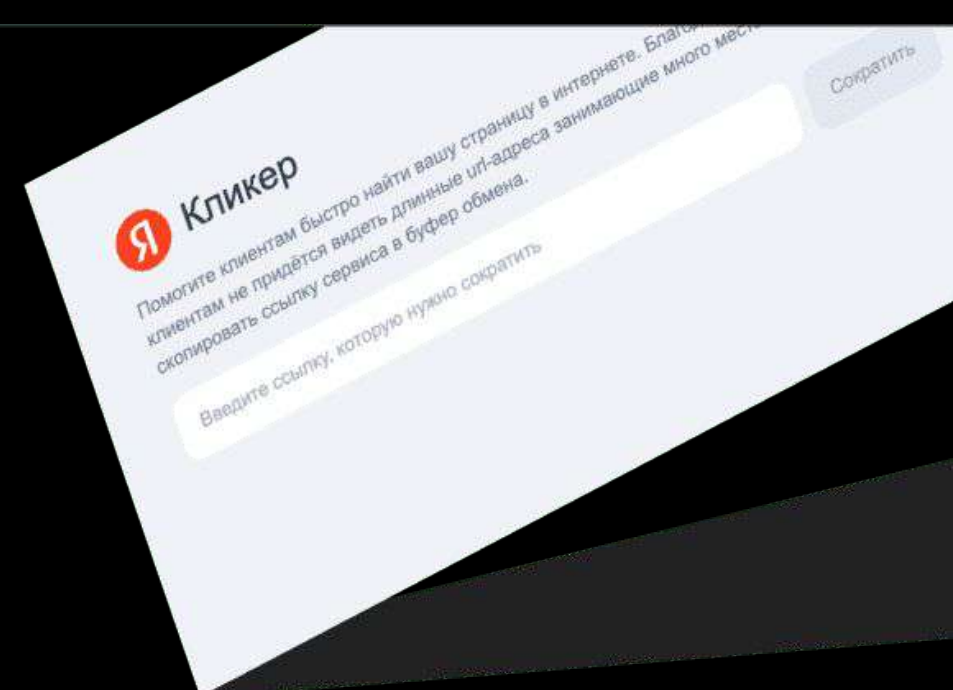 Я Кликер
Помогите клиентам быстро найти вашу страницу в интернете.
клиентам не придётся видеть длинные url-адреса занимающие много
скопировать ссылку сервиса в буфер обмена.
Введите ссылку, которую нужно сократить
Сократить